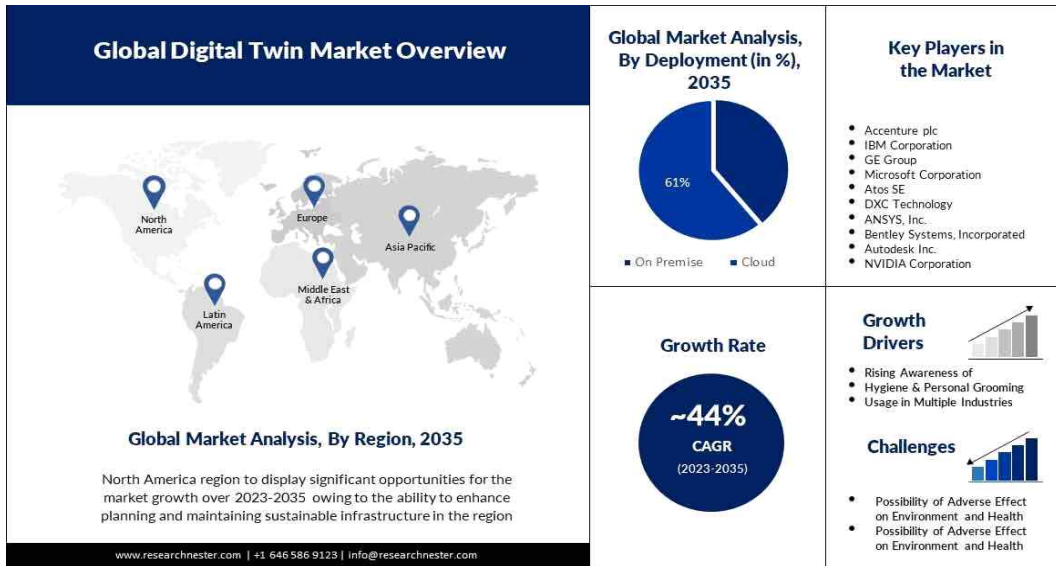 Global Digital Twin Market Overview
North
America
Europe
Asia Pacific
Middle East
& Africa
Latin
America
Global Market Analysis, By Region, 2035
North America region to display significant opportunities for the
market growth over 2023-2035 owing to the ability to enhance
planning and maintaining sustainable infrastructure in the region
www.researchnester.com | +1 646 586 9123 | info@researchnester.com
Global Market Analysis,
By Deployment (in %),
2035
61%
On Premise
Cloud
Key Players in
the Market
Accenture plc
IBM Corporation
GE Group
Microsoft Corporation
Atos SE
DXC Technology
ANSYS, Inc.
Bentley Systems, Incorporated
Autodesk Inc.
NVIDIA Corporation
Growth Rate
~44%
CAGR
(2023-2035)
Growth
Drivers
Rising Awareness of
Hygiene & Personal Grooming
Usage in Multiple Industries
Challenges
Possibility of Adverse Effect
on Environment and Health
Possibility of Adverse Effect
on Environment and Health